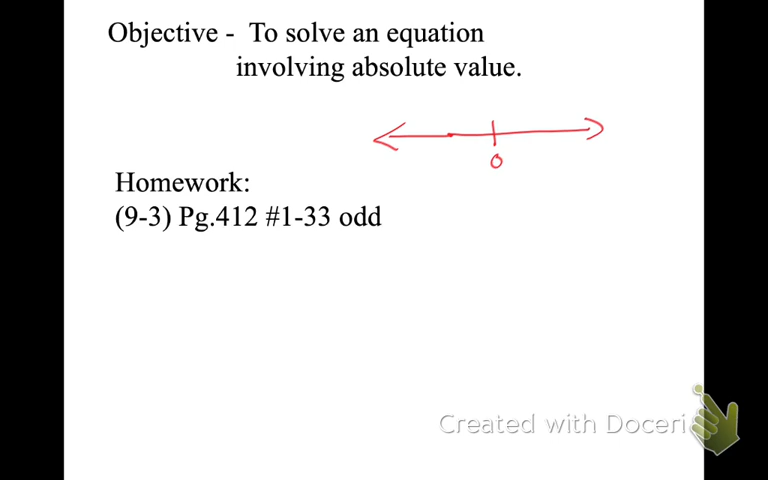 Objective - To solve an equation
involving absolute value.
0
Homework:
(9-3) Pg.412 #1-33 odd
Created with Doceri